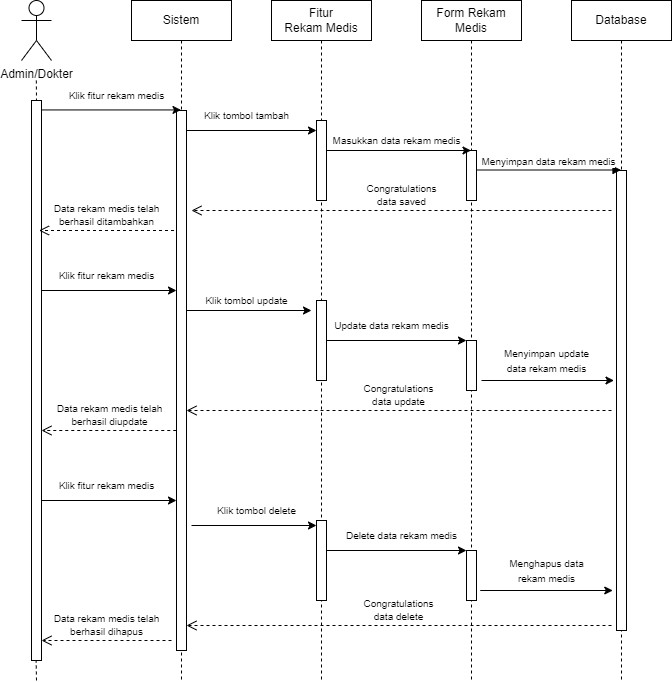 Sistem
Fitur
Rekam Medis
Form Rekam
Medis
Database
Admin/Dokter
Klik fitur rekam medis
Klik tombol tambah
Masukkan data rekam medis
Menyimpan data rekam medis
Congratulations
data saved
Data rekam medis telah
berhasil ditambahkan
Klik fitur rekam medis
Klik tombol update
Update data rekam medis
Menyimpan update
data rekam medis
Congratulations
data update
Data rekam medis telah
berhasil diupdate
Klik fitur rekam medis
Klik tombol delete
Delete data rekam medis
Menghapus data
rekam medis
Congratulations
data delete
Data rekam medis telah
berhasil dihapus